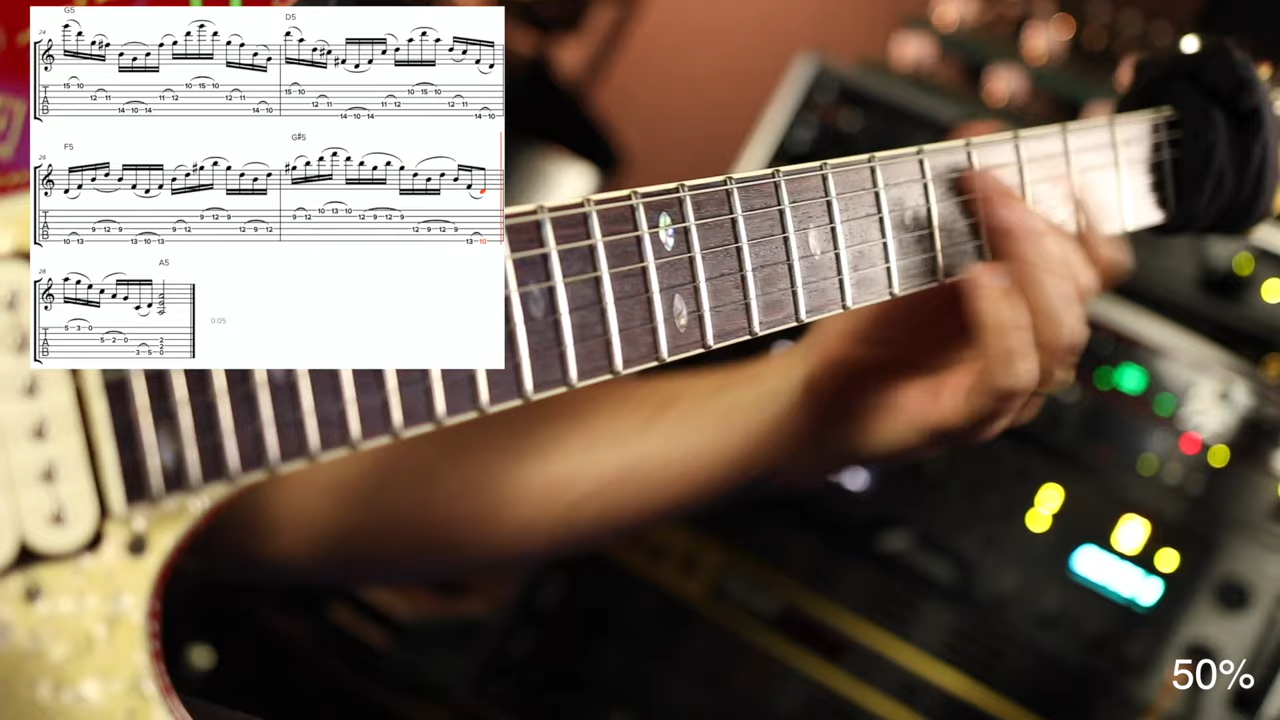 G5 D5
24
15 10 12 11 14 10 14 11 12 10 15 10 12 11 14 10 15 10 12 11 14 10 14 11 12 10 15 10 12 11 14 10
F5 G#5
26
10 13 9 12 9 13 10 13 9 12 9 12 9 12 9 12 9 12 10 13 10 12 9 12 9 12 9 12 9 13 10
A5
28
5 3 0 5 2 0 3 5 2 2 0
0:05
50%